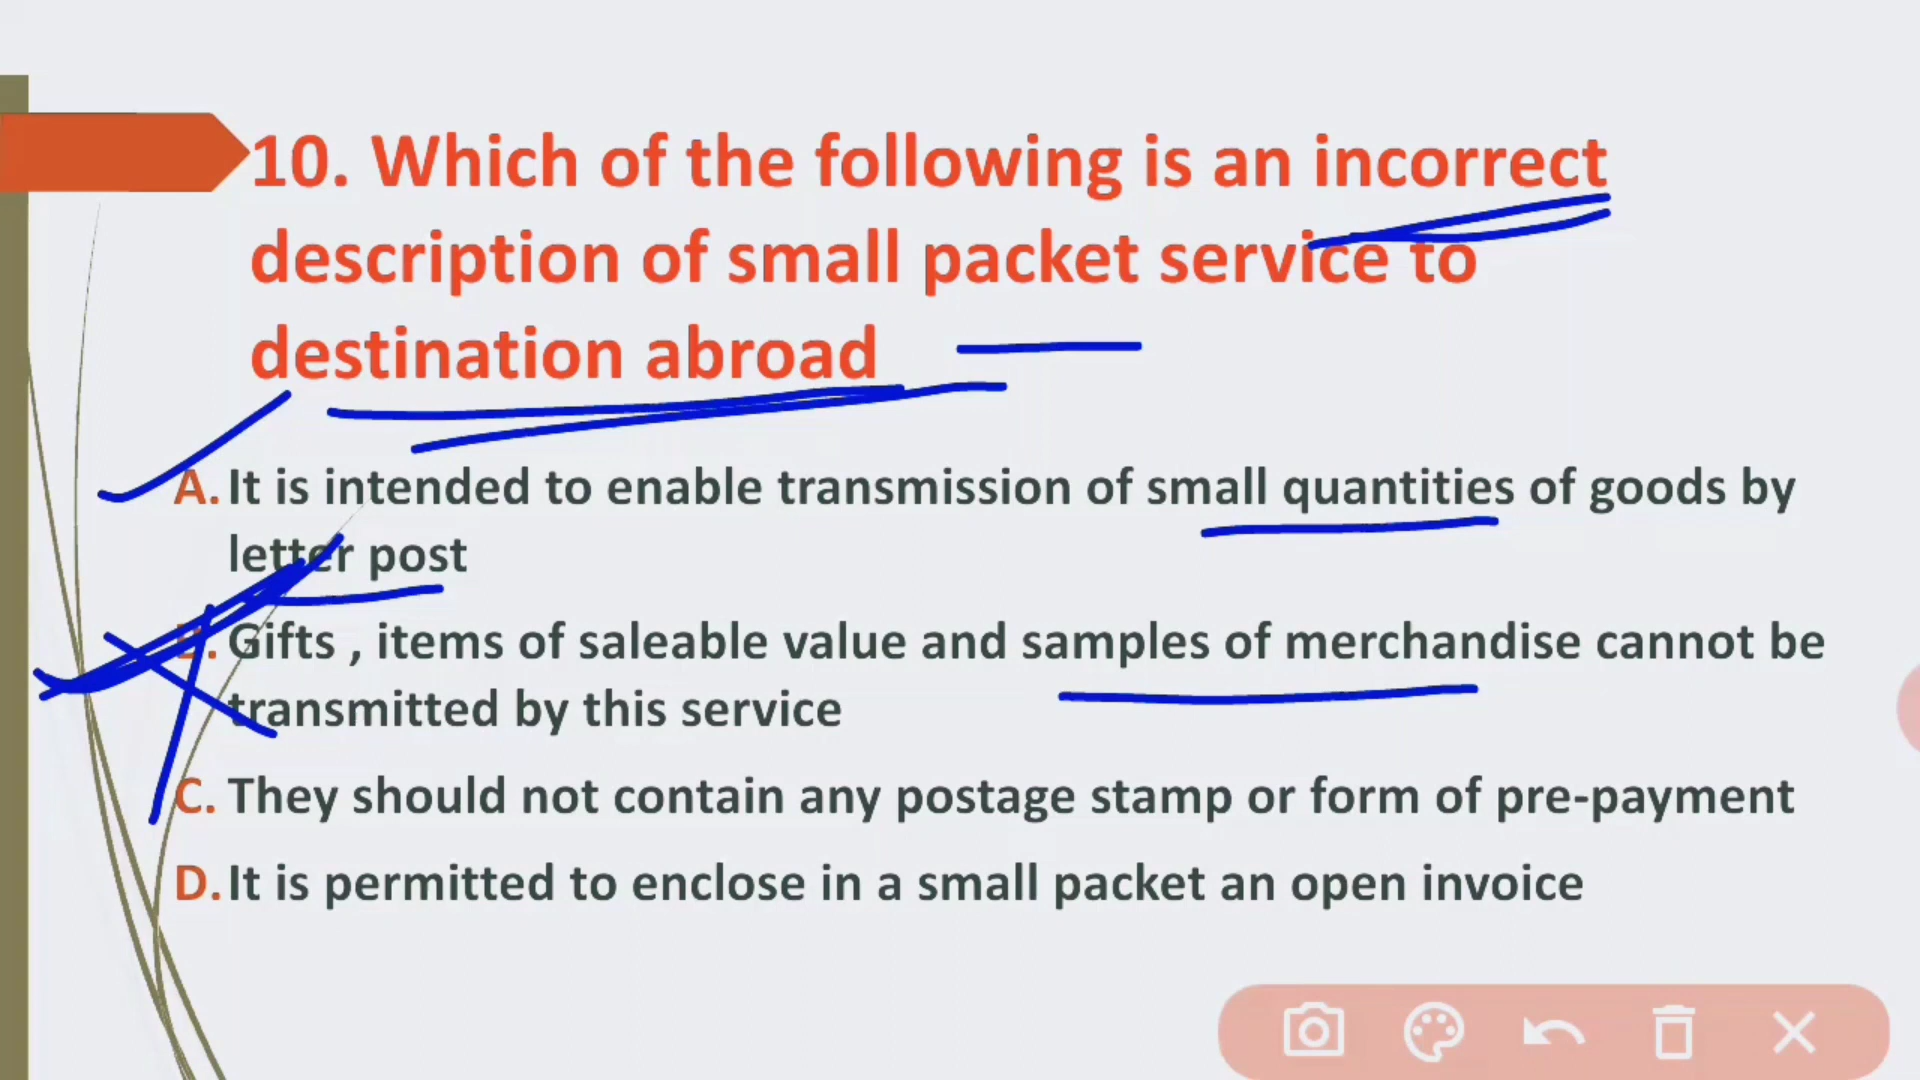 10. Which of the following is an incorrect
description of small packet service to
destination abroad
A. It is intended to enable transmission of small quantities of goods by
letter post
B. Gifts , items of saleable value and samples of merchandise cannot be
transmitted by this service
C. They should not contain any postage stamp or form of pre-payment
D. It is permitted to enclose in a small packet an open invoice